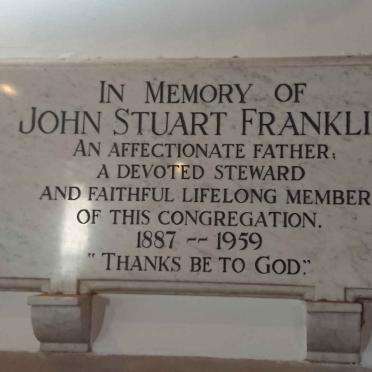 IN MEMORY OF
JOHN STUART FRANKLI
AN AFFECTIONATE FATHER,
A DEVOTED STEWARD
AND FAITHFUL LIFELONG MEMBER
OF THIS CONGREGATION.
1887 -- 1959
"THANKS BE TO GOD."